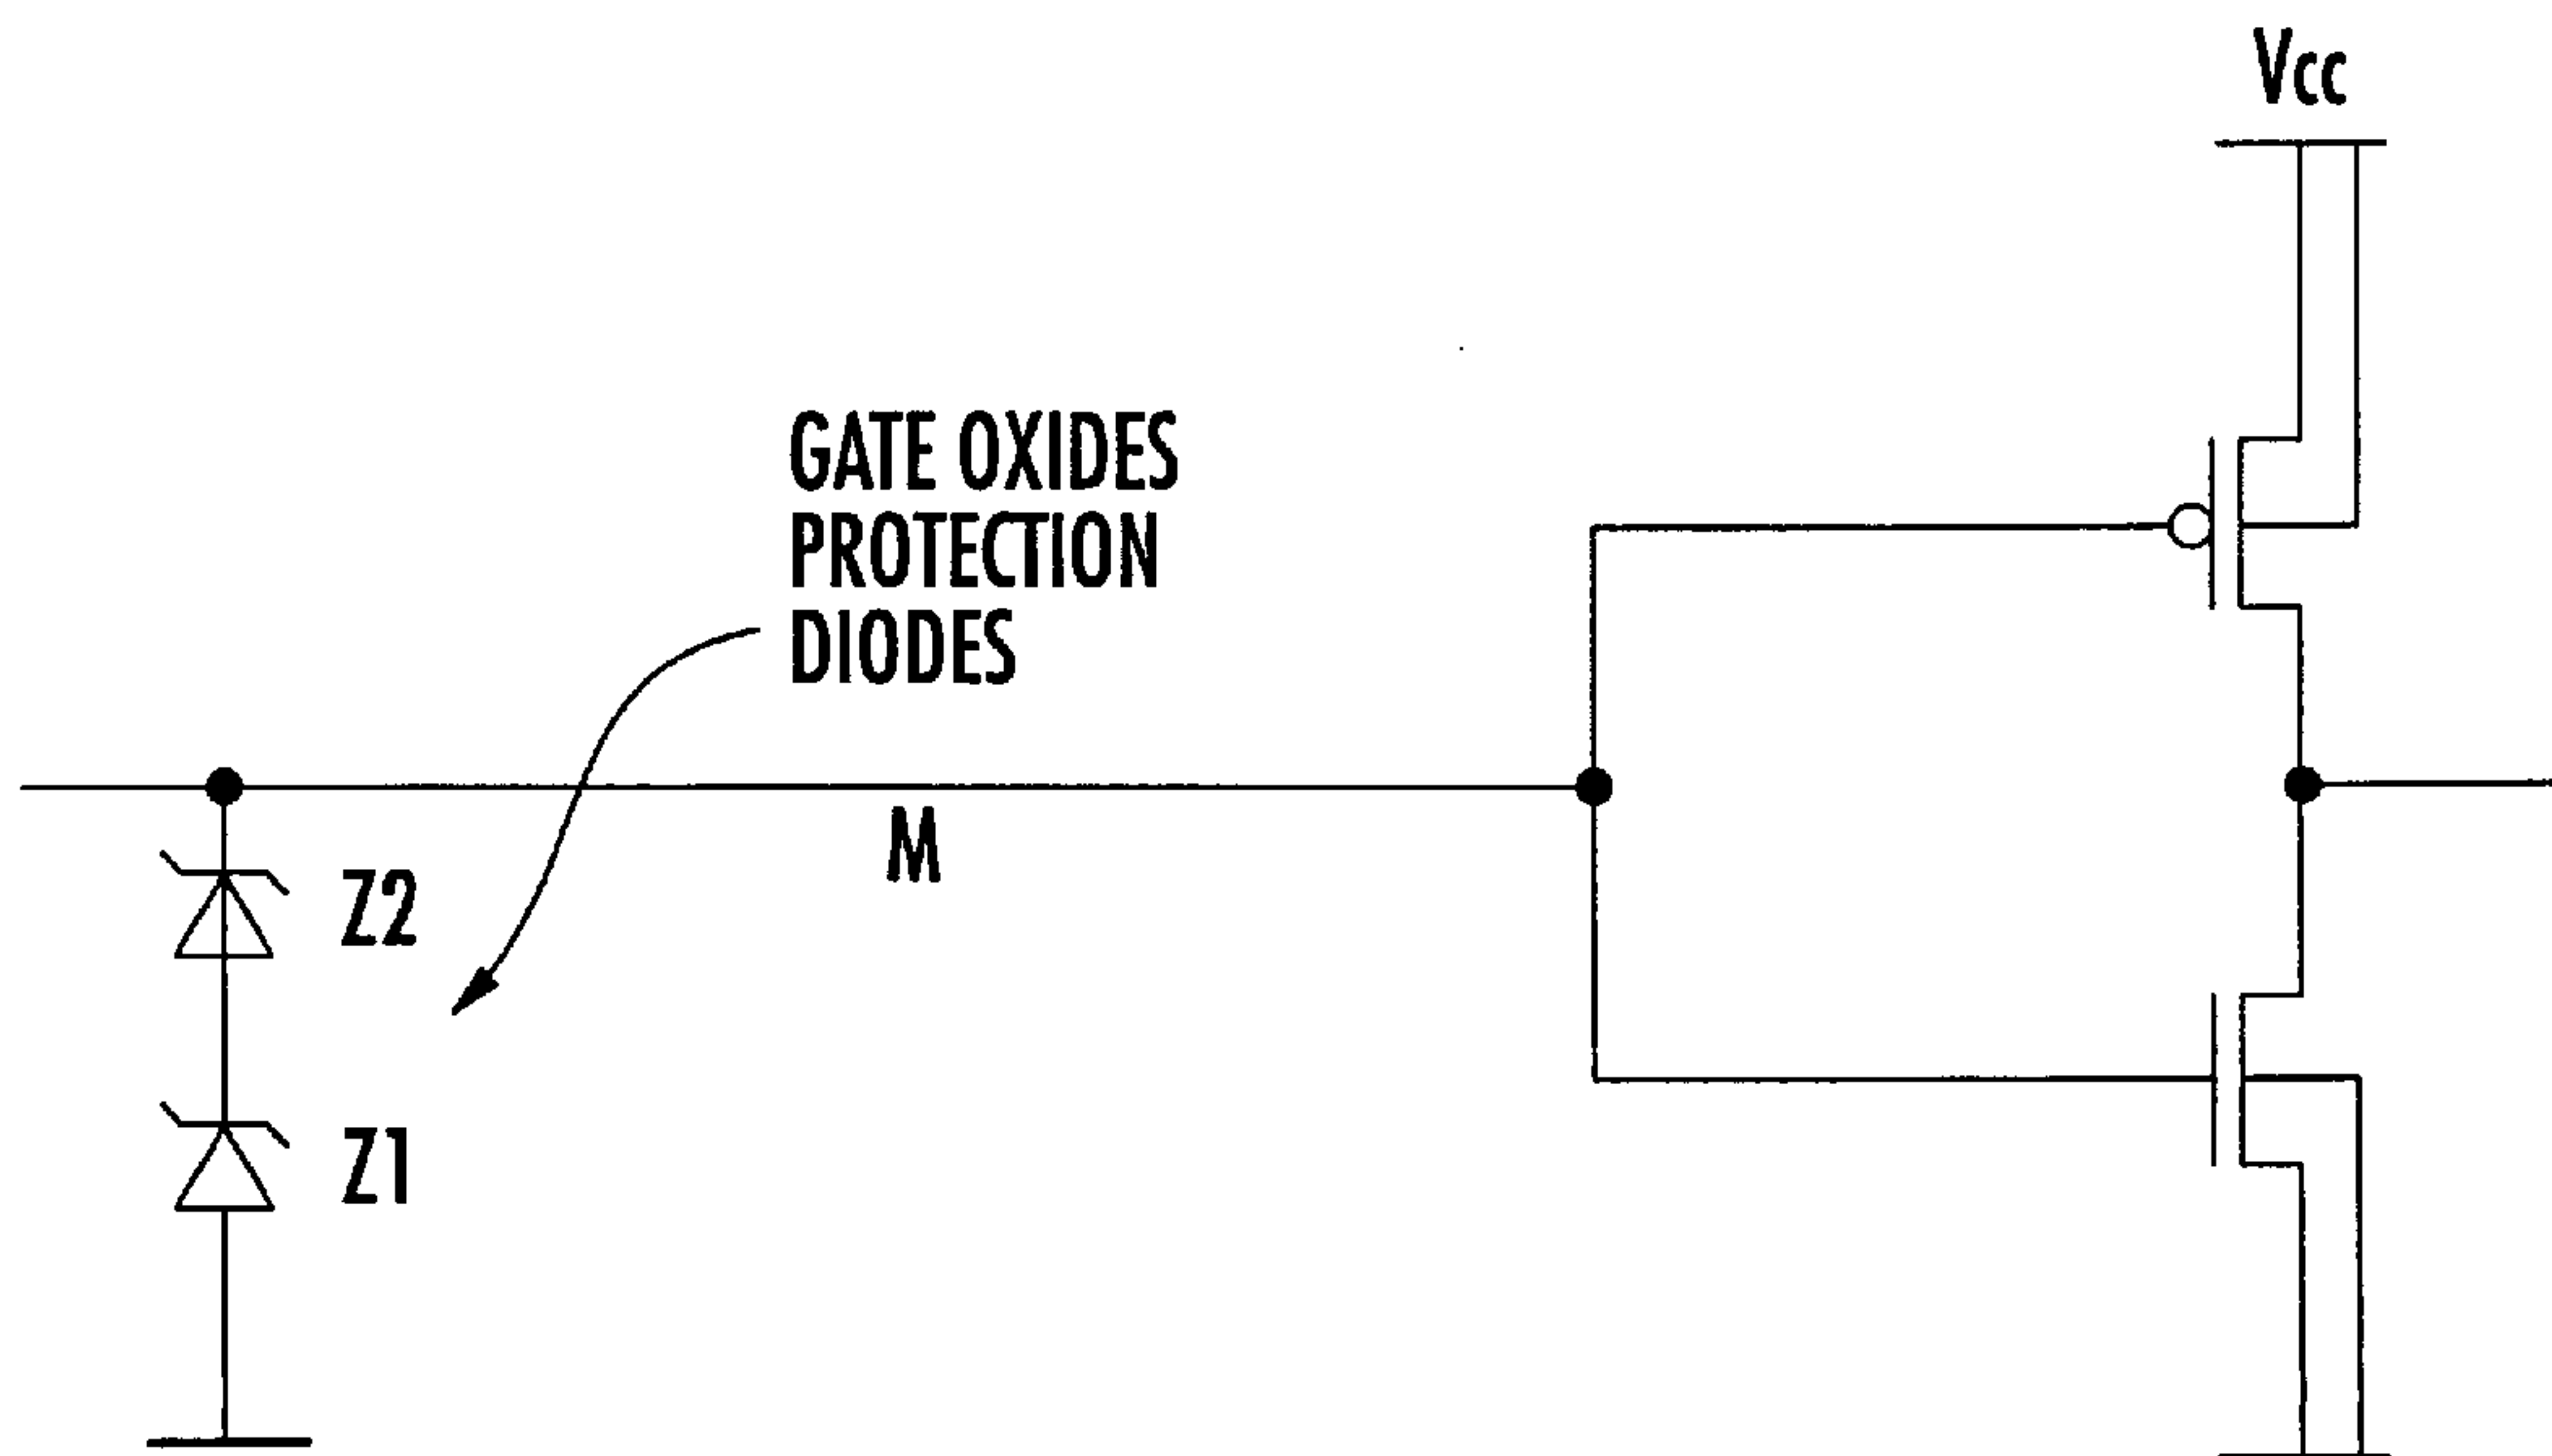 Vcc
GATE OXIDES
PROTECTION
DIODES
M
Z2
Z1